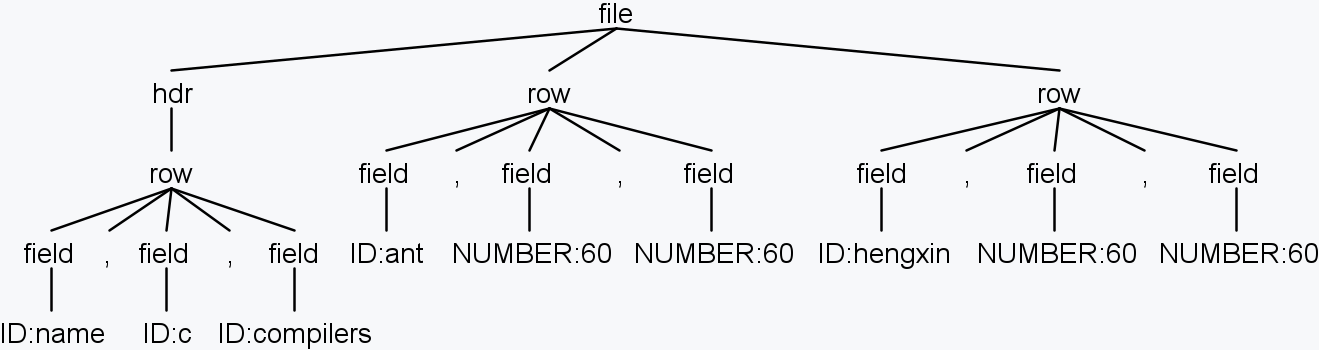 file
hdr row row
row field , field , field field , field , field
field , field , field ID:ant NUMBER:60 NUMBER:60 ID:hengxin NUMBER:60 NUMBER:60
ID:name ID:c ID:compilers